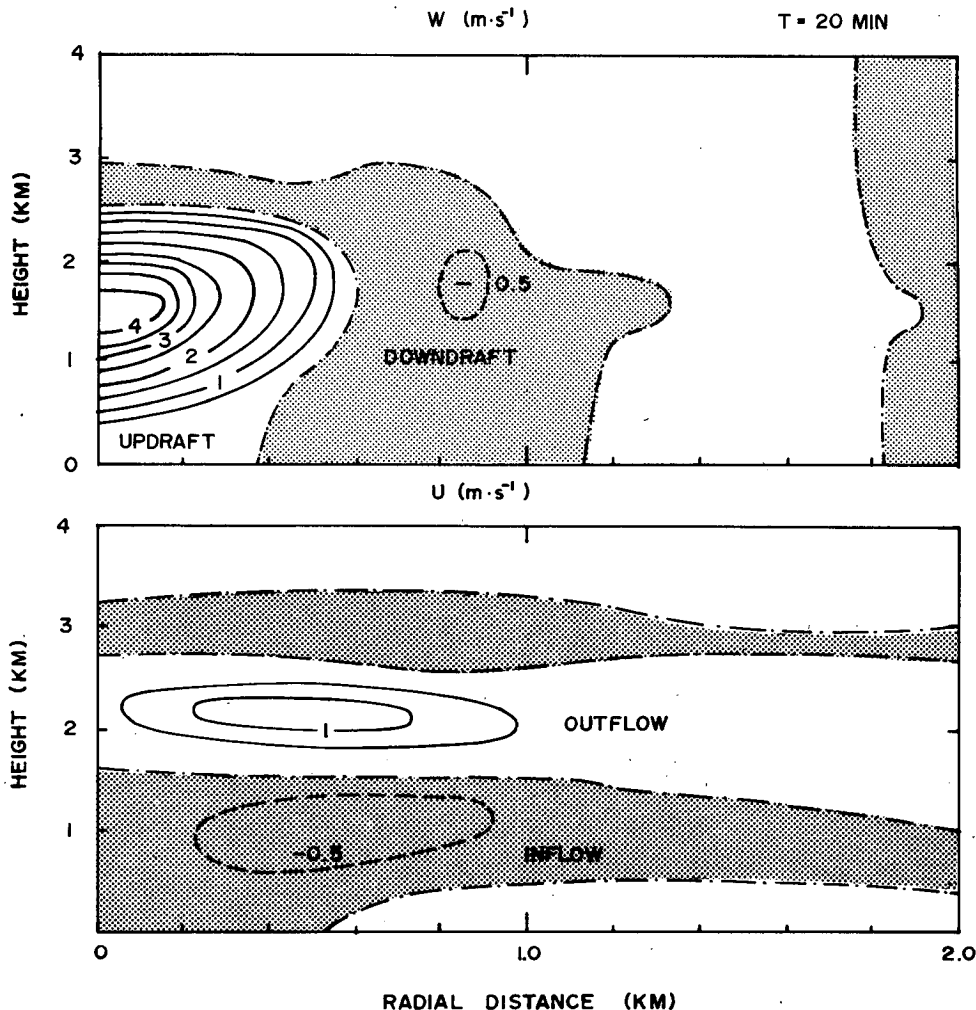 W (m·s⁻¹) T = 20 MIN
4
3
2
1
0
HEIGHT (KM)
4
3
2
1
UPDRAFT
DOWNDRAFT
– 0.5
U (m·s⁻¹)
4
3
2
1
HEIGHT (KM)
1
OUTFLOW
-0.5
INFLOW
0 1.0 2.0
RADIAL DISTANCE (KM)